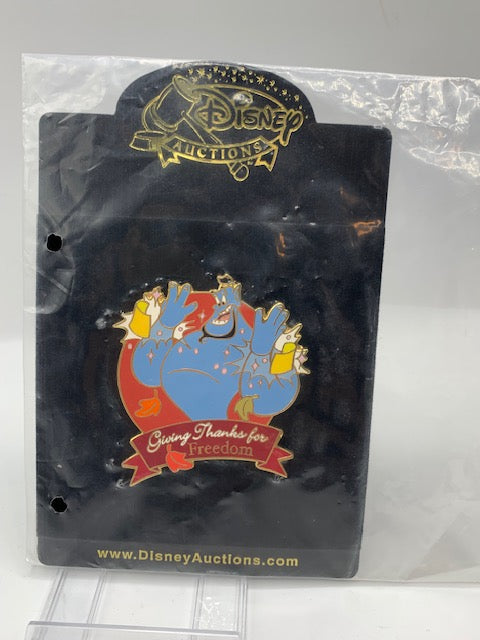 Disney
AUCTIONS
Giving Thanks for
Freedom
www.DisneyAuctions.com